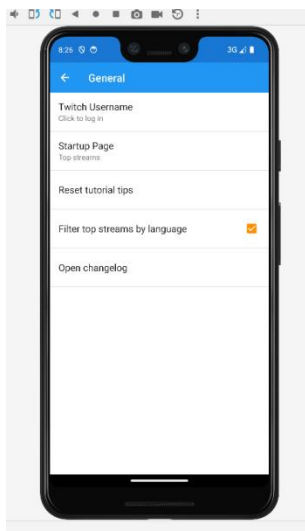 8:26
3G
General
Twitch Username
Click to log in
Startup Page
Top streams
Reset tutorial tips
Filter top streams by language
Open changelog